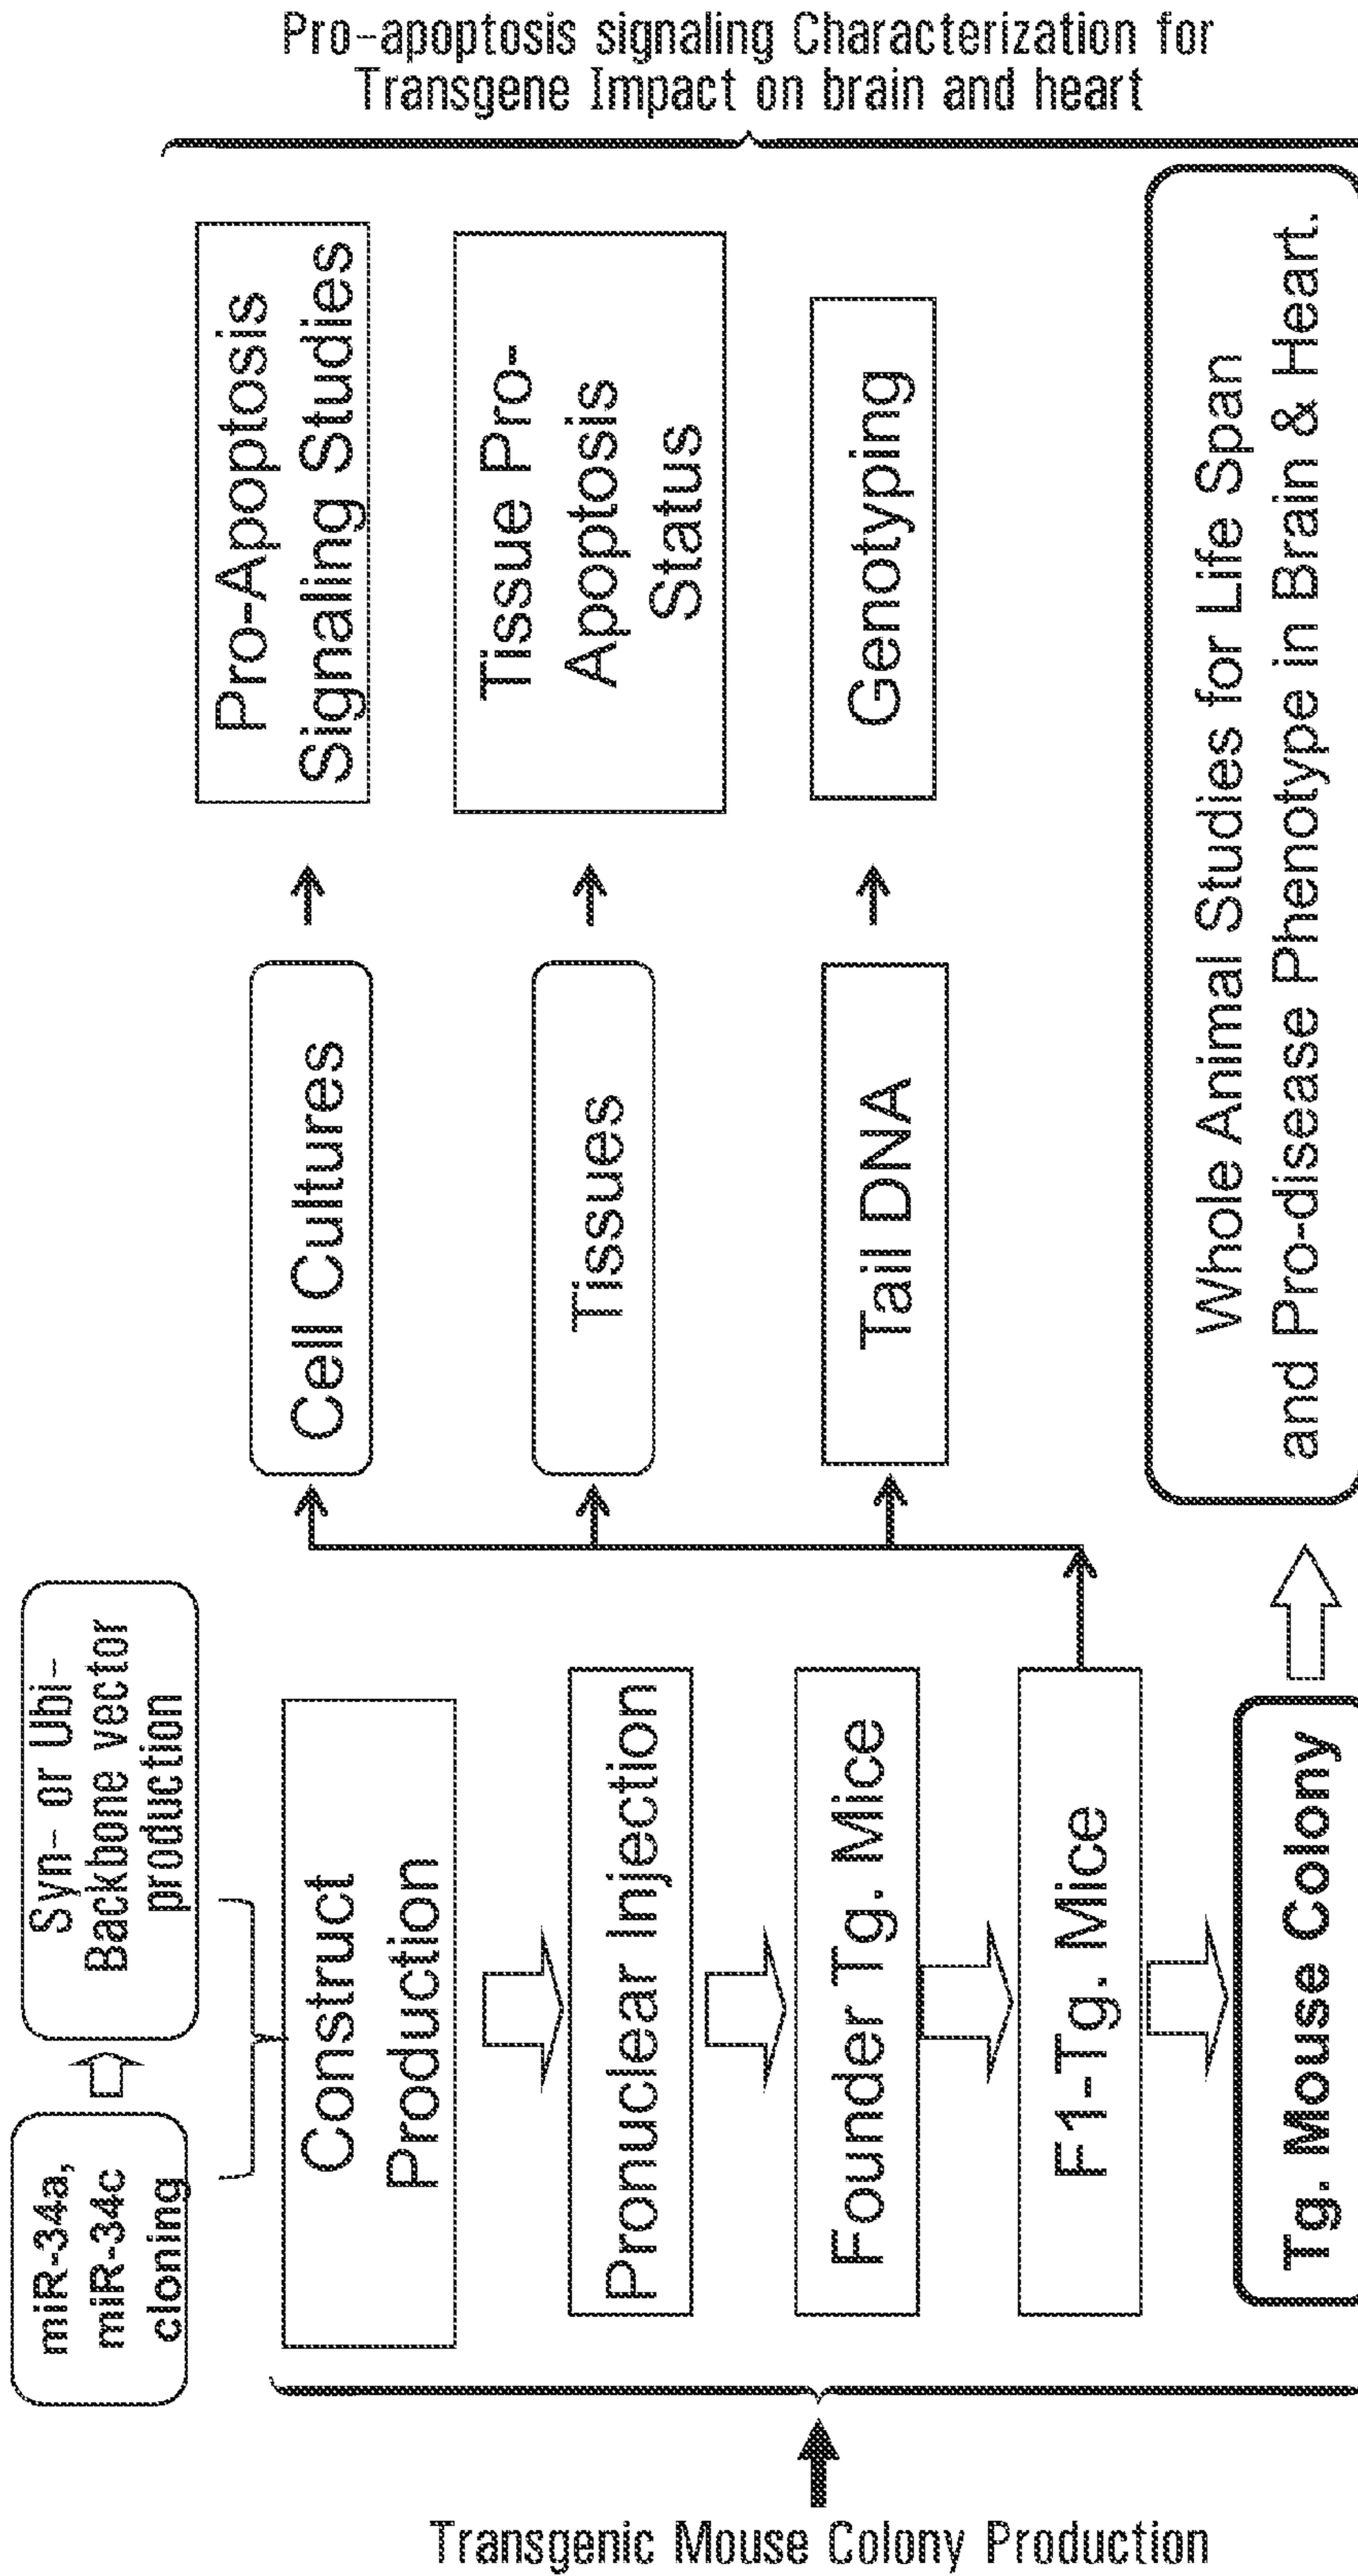 Transgenic Mouse Colony Production
miR-34a,
miR-34c
cloning
Syn- or Ubi-
Backbone vector
production
Construct
Production
Pronuclear Injection
Founder Tg. Mice
F1-Tg. Mice
Tg. Mouse Colony
Cell Cultures
Tissues
Tail DNA
Pro-Apoptosis
Signaling Studies
Tissue Pro-
Apoptosis
Status
Genotyping
Whole Animal Studies for Life Span
and Pro-disease Phenotype in Brain & Heart.
Pro-apoptosis signaling Characterization for
Transgene Impact on brain and heart